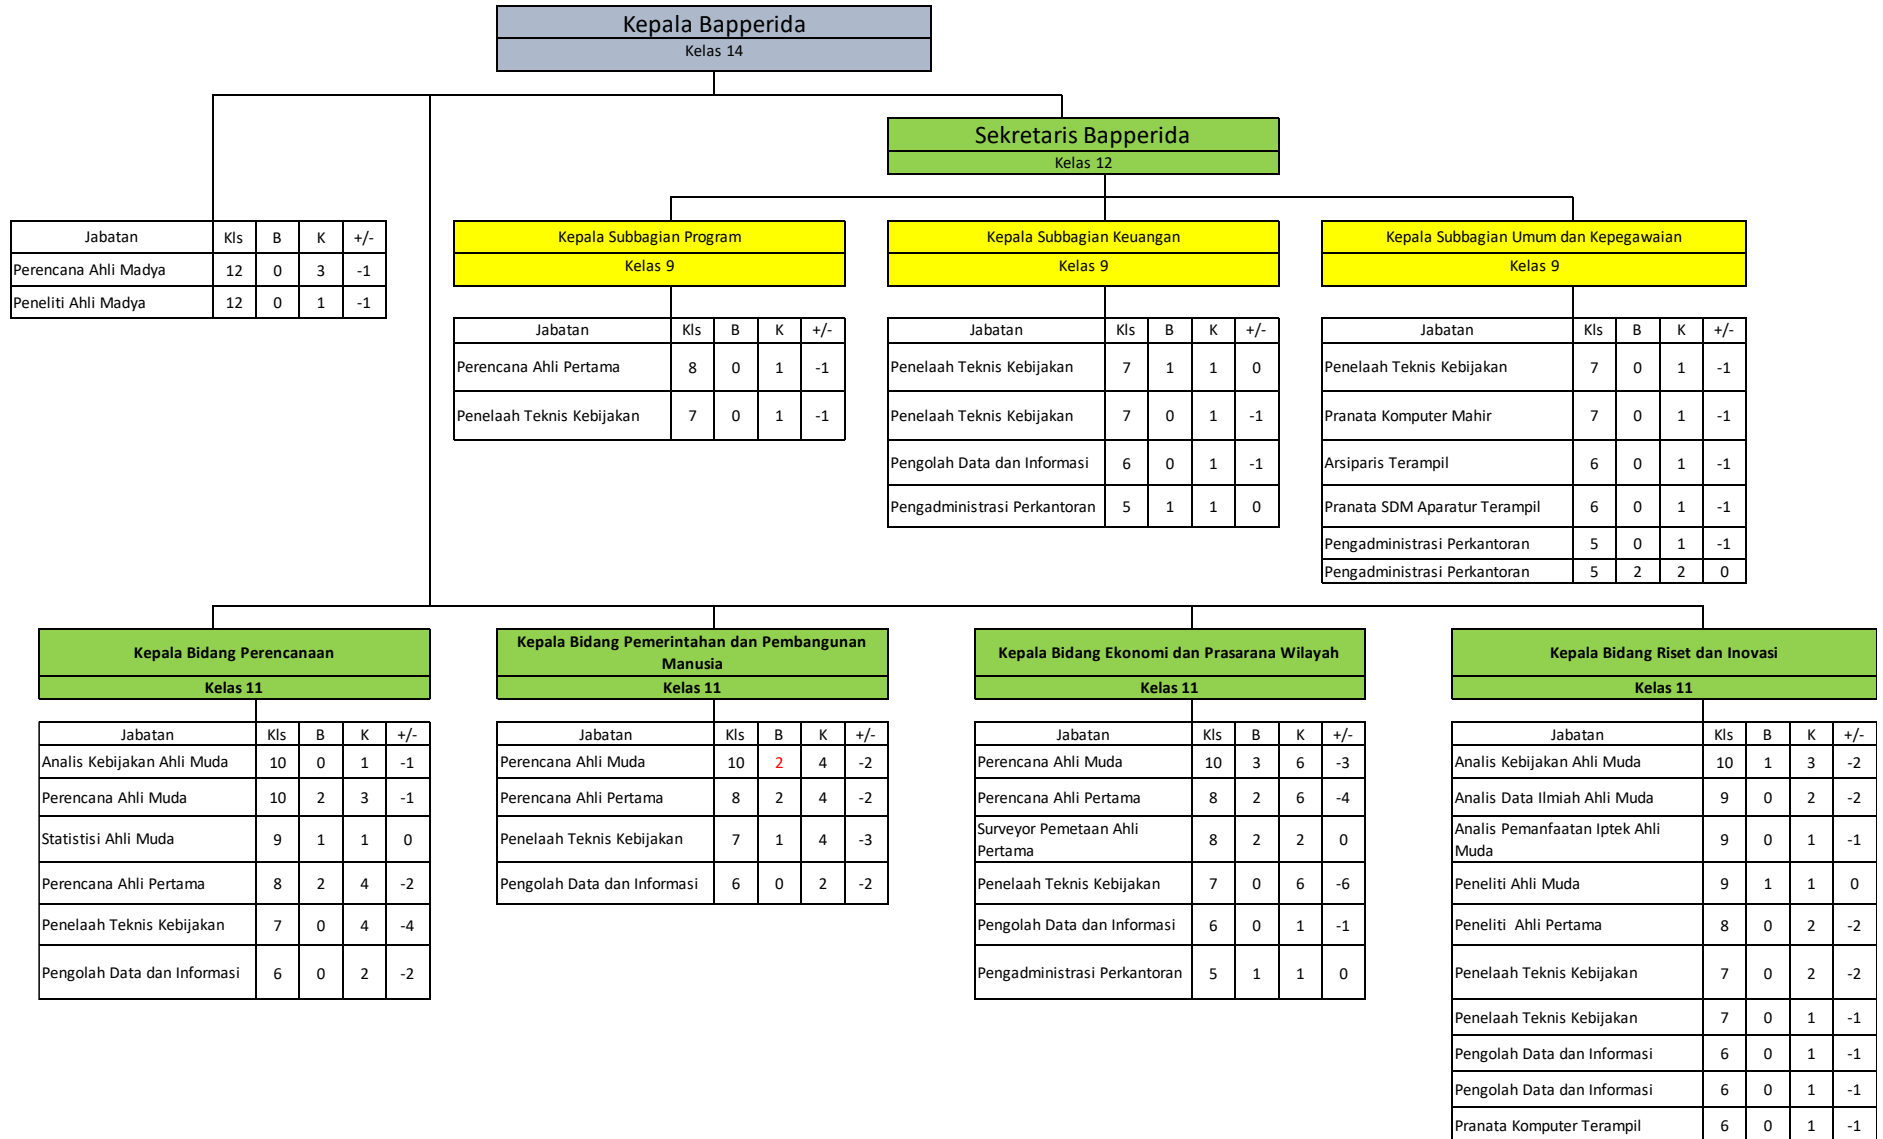 Kepala Bapperida
Kelas 14
Sekretaris Bapperida
Kelas 12
Jabatan Kls B K +/-
Perencana Ahli Madya 12 0 3 -1
Peneliti Ahli Madya 12 0 1 -1
Kepala Subbagian Program
Kelas 9
Jabatan Kls B K +/-
Perencana Ahli Pertama 8 0 1 -1
Penelaah Teknis Kebijakan 7 0 1 -1
Kepala Subbagian Keuangan
Kelas 9
Jabatan Kls B K +/-
Penelaah Teknis Kebijakan 7 1 1 0
Penelaah Teknis Kebijakan 7 0 1 -1
Pengolah Data dan Informasi 6 0 1 -1
Pengadministrasi Perkantoran 5 1 1 0
Kepala Subbagian Umum dan Kepegawaian
Kelas 9
Jabatan Kls B K +/-
Penelaah Teknis Kebijakan 7 0 1 -1
Pranata Komputer Mahir 7 0 1 -1
Arsiparis Terampil 6 0 1 -1
Pranata SDM Aparatur Terampil 6 0 1 -1
Pengadministrasi Perkantoran 5 0 1 -1
Pengadministrasi Perkantoran 5 2 2 0
Kepala Bidang Perencanaan
Kelas 11
Jabatan Kls B K +/-
Analis Kebijakan Ahli Muda 10 0 1 -1
Perencana Ahli Muda 10 2 3 -1
Statistisi Ahli Muda 9 1 1 0
Perencana Ahli Pertama 8 2 4 -2
Penelaah Teknis Kebijakan 7 0 4 -4
Pengolah Data dan Informasi 6 0 2 -2
Kepala Bidang Pemerintahan dan Pembangunan
Manusia
Kelas 11
Jabatan Kls B K +/-
Perencana Ahli Muda 10 2 4 -2
Perencana Ahli Pertama 8 2 4 -2
Penelaah Teknis Kebijakan 7 1 4 -3
Pengolah Data dan Informasi 6 0 2 -2
Kepala Bidang Ekonomi dan Prasarana Wilayah
Kelas 11
Jabatan Kls B K +/-
Perencana Ahli Muda 10 3 6 -3
Perencana Ahli Pertama 8 2 6 -4
Surveyor Pemetaan Ahli
Pertama 8 2 2 0
Penelaah Teknis Kebijakan 7 0 6 -6
Pengolah Data dan Informasi 6 0 1 -1
Pengadministrasi Perkantoran 5 1 1 0
Kepala Bidang Riset dan Inovasi
Kelas 11
Jabatan Kls B K +/-
Analis Kebijakan Ahli Muda 10 1 3 -2
Analis Data Ilmiah Ahli Muda 9 0 2 -2
Analis Pemanfaatan Iptek Ahli
Muda 9 0 1 -1
Peneliti Ahli Muda 9 1 1 0
Peneliti  Ahli Pertama 8 0 2 -2
Penelaah Teknis Kebijakan 7 0 2 -2
Penelaah Teknis Kebijakan 7 0 1 -1
Pengolah Data dan Informasi 6 0 1 -1
Pengolah Data dan Informasi 6 0 1 -1
Pranata Komputer Terampil 6 0 1 -1